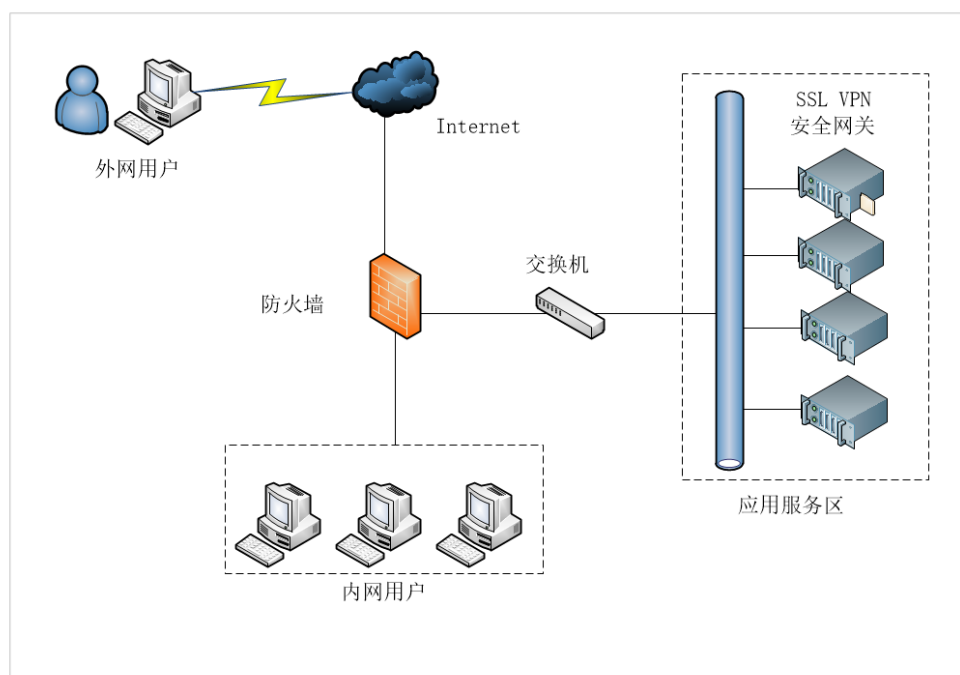 SSL VPN
安全网关
Internet
外网用户
交换机
防火墙
应用服务区
内网用户